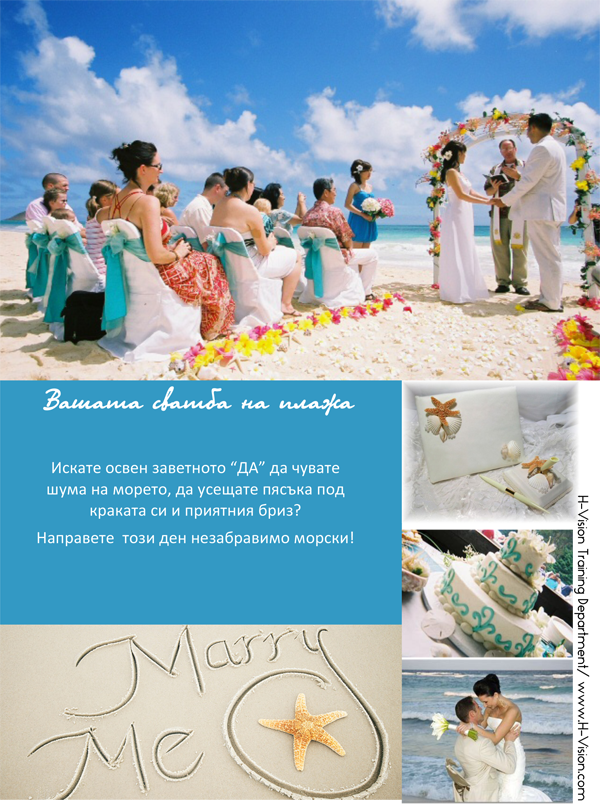 Вашата сватба на плажа
Искате освен заветното “ДА” да чувате
шума на морето, да усещате пясъка под
краката си и приятния бриз?
Направете този ден незабравимо морски!
Marry
Me
H-Vision Training Department/ www.H-Vision.com